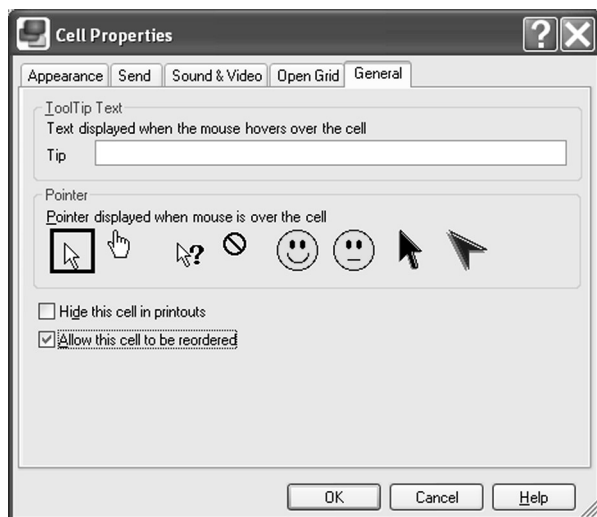 Cell Properties
Appearance Send Sound & Video Open Grid General
ToolTip Text
Text displayed when the mouse hovers over the cell
Tip
Pointer
Pointer displayed when mouse is over the cell
?
Hide this cell in printouts
Allow this cell to be reordered
OK Cancel Help